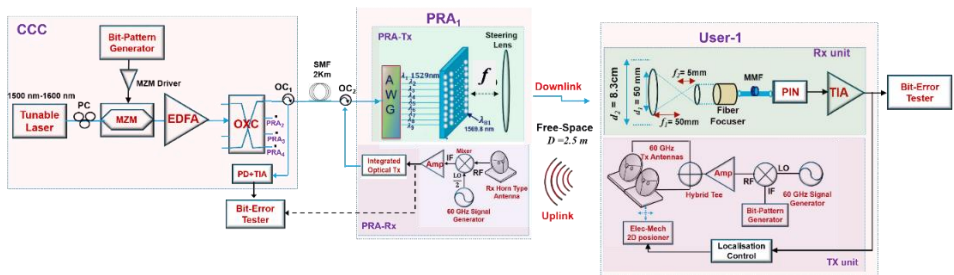 CCC
Bit-Pattern
Generator
MZM Driver
1500 nm-1600 nm
Tunable
Laser
PC
MZM
EDFA
OXC
PRA2
PRA3
PRA4
OC1
PD+TIA
Bit-Error
Tester
SMF
2Km
OC2
PRA1
PRA-Tx
Steering
Lens
A
W
G
λ1 1529nm
λ2
f
λ81
1569.8 nm
Integrated
Optical Tx
Amp
IF
Mixer
RF
LO
2
Rx Horn Type
Antenna
60 GHz Signal
Generator
PRA-Rx
Downlink
Free-Space
D =2.5 m
Uplink
User-1
Rx unit
d2 = 8.3cm
d1= 50 mm
f2= 5mm
f1=50mm
Fiber
Focuser
MMF
PIN
TIA
Bit-Error
Tester
60 GHz
Tx Antennas
Hybrid Tee
Amp
RF
LO
IF
60 GHz Signal
Generator
Bit-Pattern
Generator
Elec-Mech
2D posioner
Localisation
Control
TX unit